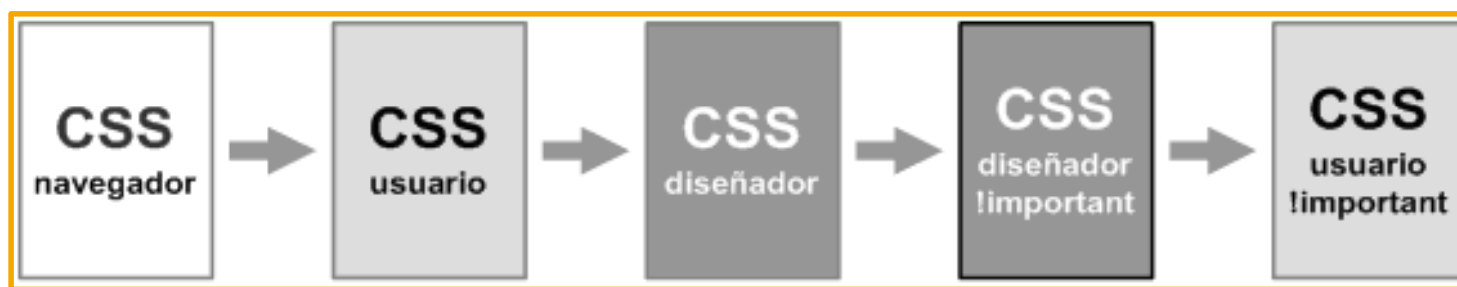 CSS
navegador
CSS
usuario
CSS
diseñador
CSS
diseñador
!important
CSS
usuario
!important